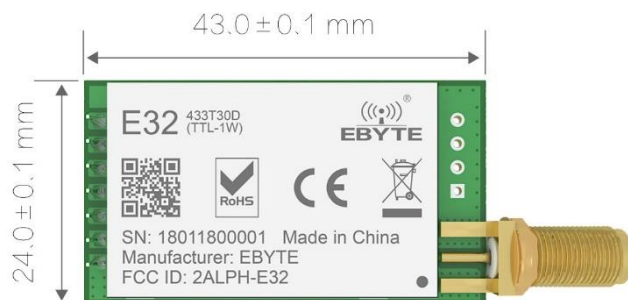 43.0±0.1 mm
24.0±0.1 mm
E32 433T30D
(TTL-1W)
®
EBYTE
RoHS
CE
SN: 18011800001 Made in China
Manufacturer: EBYTE
FCC ID: 2ALPH-E32